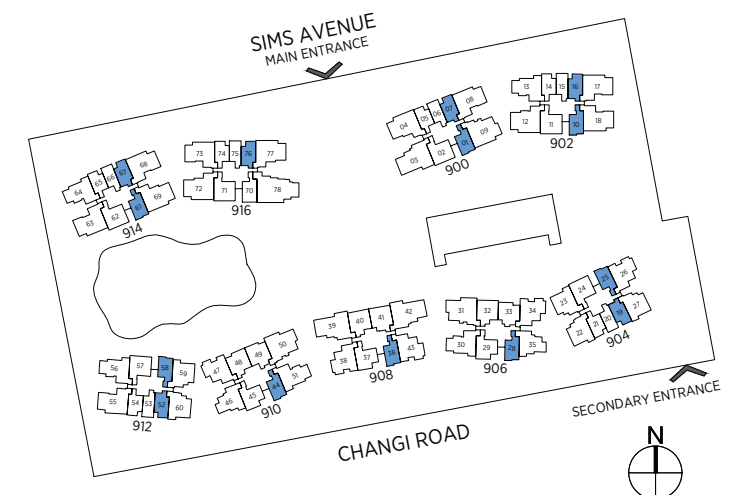 SIMS AVENUE
MAIN ENTRANCE
13 14 15 16 17
12 11 10 18
902
04 05 06 07 08
03 02 01 09
900
73 74 75 76 77
72 71 70 78
916
64 65 66 67 68
63 62 61 69
914
23 24 25 26
22 21 20 19 27
904
39 40 41 42
38 37 36 43
908
31 32 33 34
30 29 28 35
906
47 48 49 50
46 45 44 51
910
56 57 58 59
55 54 53 52 60
912
SECONDARY ENTRANCE
CHANGI ROAD
N